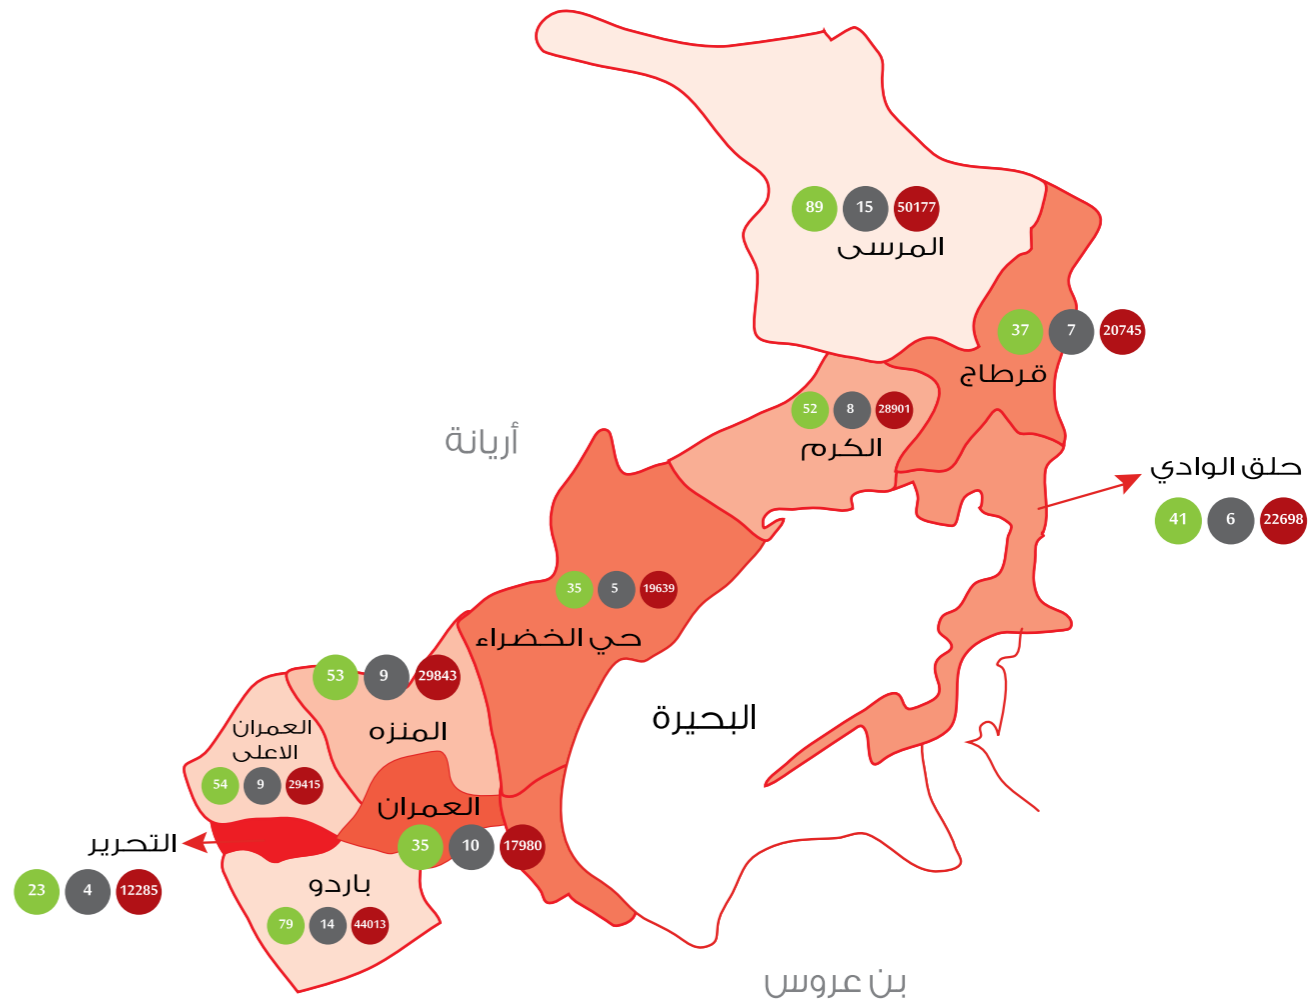 89 15 50177
المرسى
37 7 20745
قرطاج
52 8 28901
الكرم
أريانة
حلق الوادي
41 6 22698
35 5 19639
حي الخضراء
53 9 29843
المنزه
البحيرة
العمران
الاعلى
54 9 29415
العمران
35 10 17980
التحرير
23 4 12285
باردو
79 14 44013
بن عروس